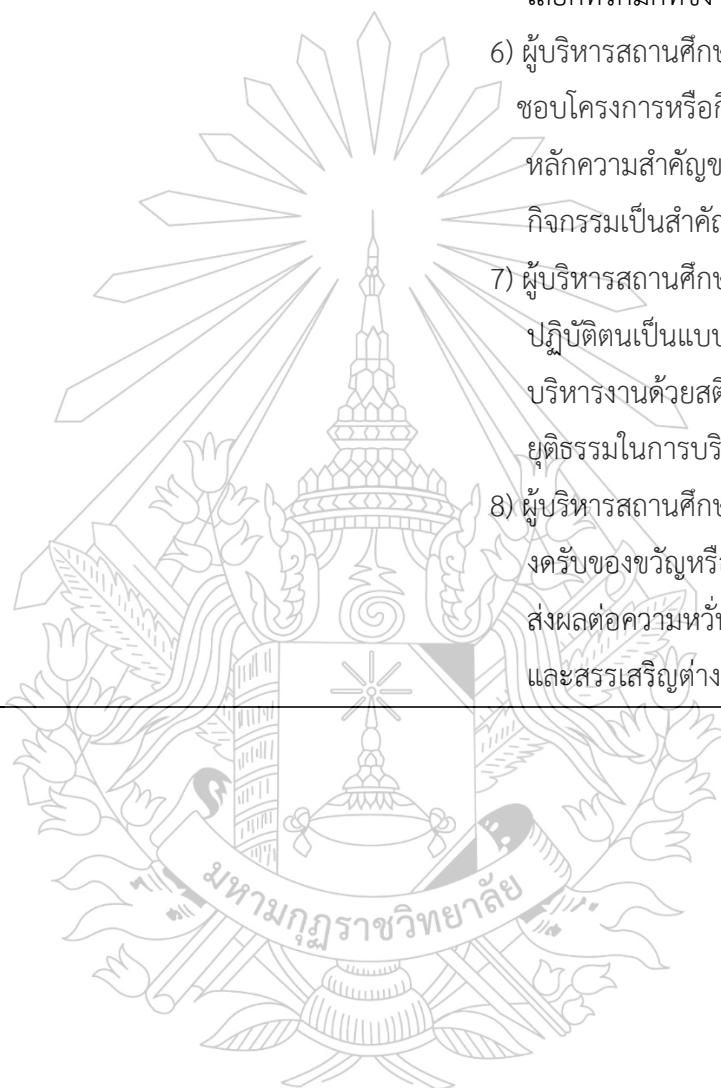 6) ผู้บริหารสถานศึกษ
ชอบโครงการหรือกิ
หลักความสำคัญข
กิจกรรมเป็นสำคัญ
7) ผู้บริหารสถานศึกษ
ปฏิบัติตนเป็นแบบ
บริหารงานด้วยสติ
ยุติธรรมในการบริ
8) ผู้บริหารสถานศึกษ
งดรับของขวัญหรือ
ส่งผลต่อความหวั่น
และสรรเสริญต่าง
มหามกุฏราชวิทยาลัย